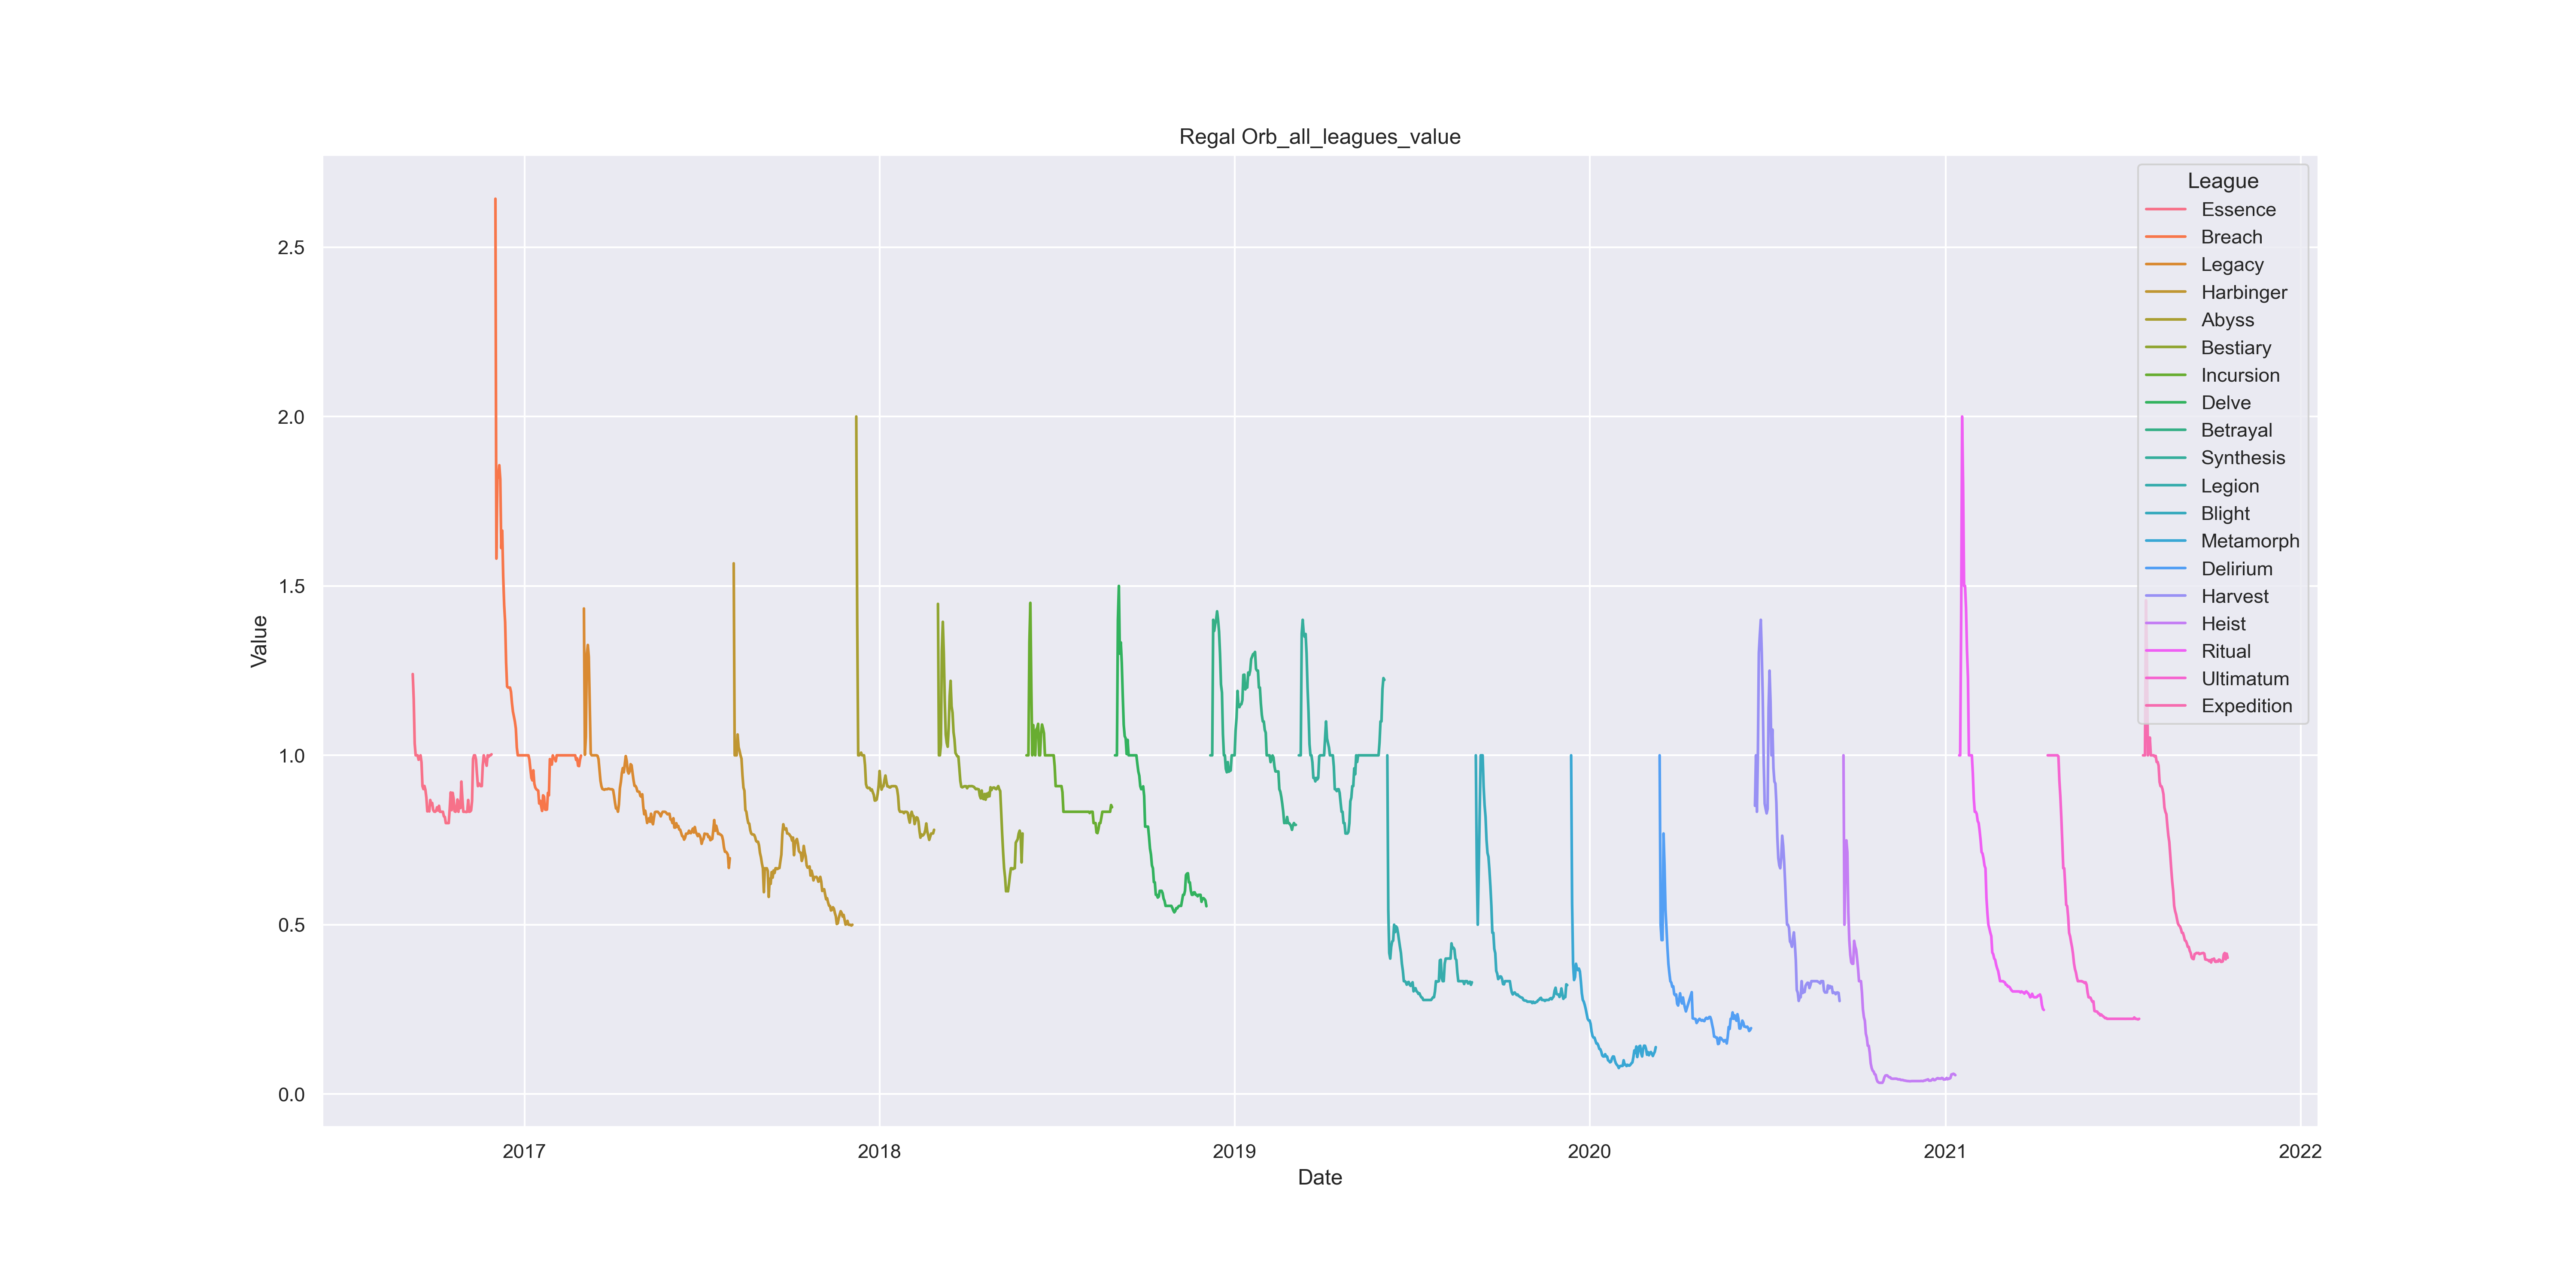 Regal Orb_all_leagues_value
League
Essence
Breach
Legacy
Harbinger
Abyss
Bestiary
Incursion
Delve
Betrayal
Synthesis
Legion
Blight
Metamorph
Delirium
Harvest
Heist
Ritual
Ultimatum
Expedition
Value
2.5
2.0
1.5
1.0
0.5
0.0
2017
2018
2019
2020
2021
2022
Date